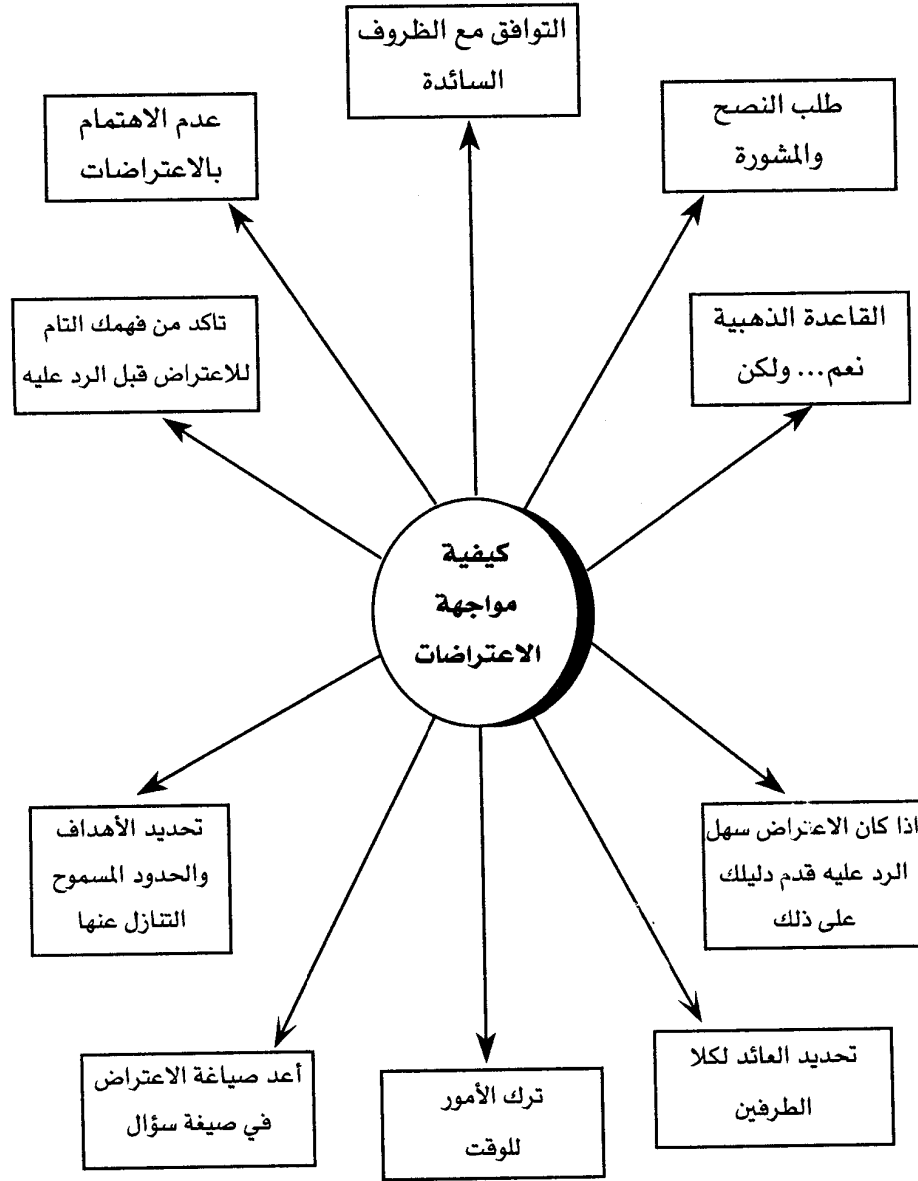 التوافق مع الظروف
السائدة
طلب النصح
والمشورة
عدم الاهتمام
بالاعتراضات
القاعدة الذهبية
نعم... ولكن
تاكد من فهمك التام
للاعتراض قبل الرد عليه
كيفية
مواجهة
الاعتراضات
اذا كان الاعتراض سهل
الرد عليه قدم دليلك
على ذلك
تحديد الأهداف
والحدود المسموح
التنازل عنها
تحديد العائد لكلا
الطرفين
ترك الأمور
للوقت
أعد صياغة الاعتراض
في صيغة سؤال